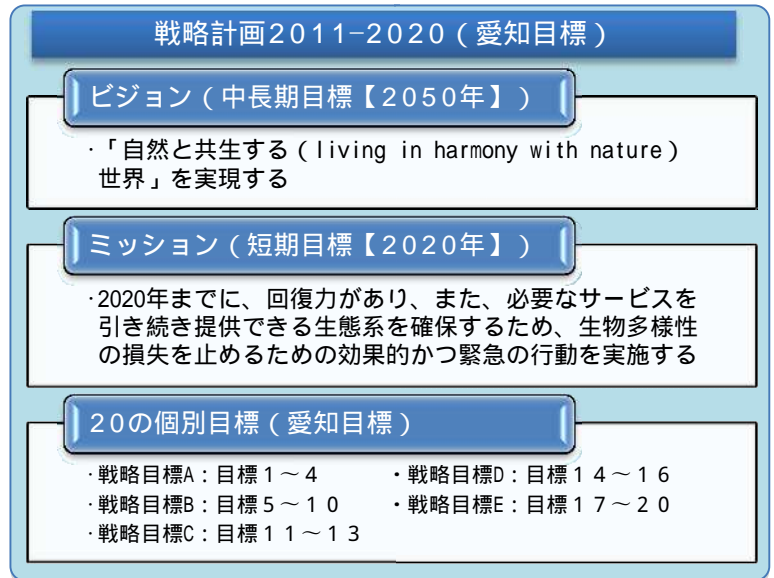 戦略計画2011−2020（愛知目標）
ビジョン（中長期目標【2050年】）
・「自然と共生する（living in harmony with nature）
世界」を実現する
ミッション（短期目標【2020年】）
・2020年までに、回復力があり、また、必要なサービスを
引き続き提供できる生態系を確保するため、生物多様性
の損失を止めるための効果的かつ緊急の行動を実施する
20の個別目標（愛知目標）
・戦略目標A：目標１～４　・戦略目標D：目標１４～１６
・戦略目標B：目標５～１０　・戦略目標E：目標１７～２０
・戦略目標C：目標１１～１３